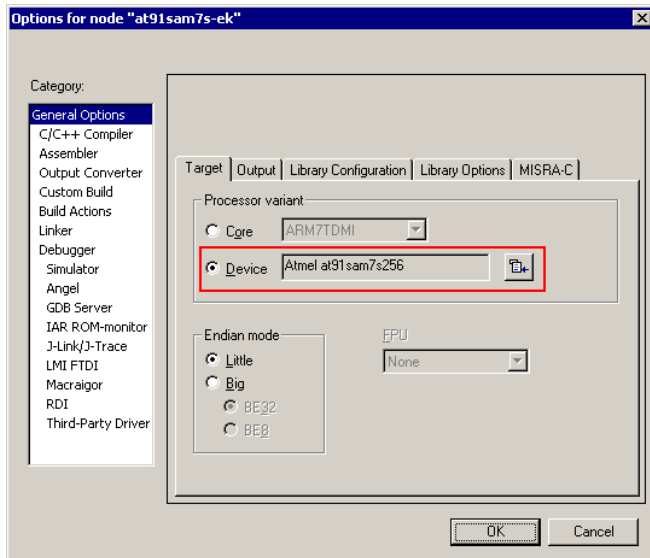 Options for node "at91sam7s-ek"
Category:
General Options
C/C++ Compiler
Assembler
Output Converter
Custom Build
Build Actions
Linker
Debugger
Simulator
Angel
GDB Server
IAR ROM-monitor
J-Link/J-Trace
LMI FTDI
Macraigor
RDI
Third-Party Driver
Target Output Library Configuration Library Options MISRA-C
Processor variant
Core ARM7TDMI
Device Atmel at91sam7s256
Endian mode
Little
Big
BE32
BE8
FPU
None
OK Cancel